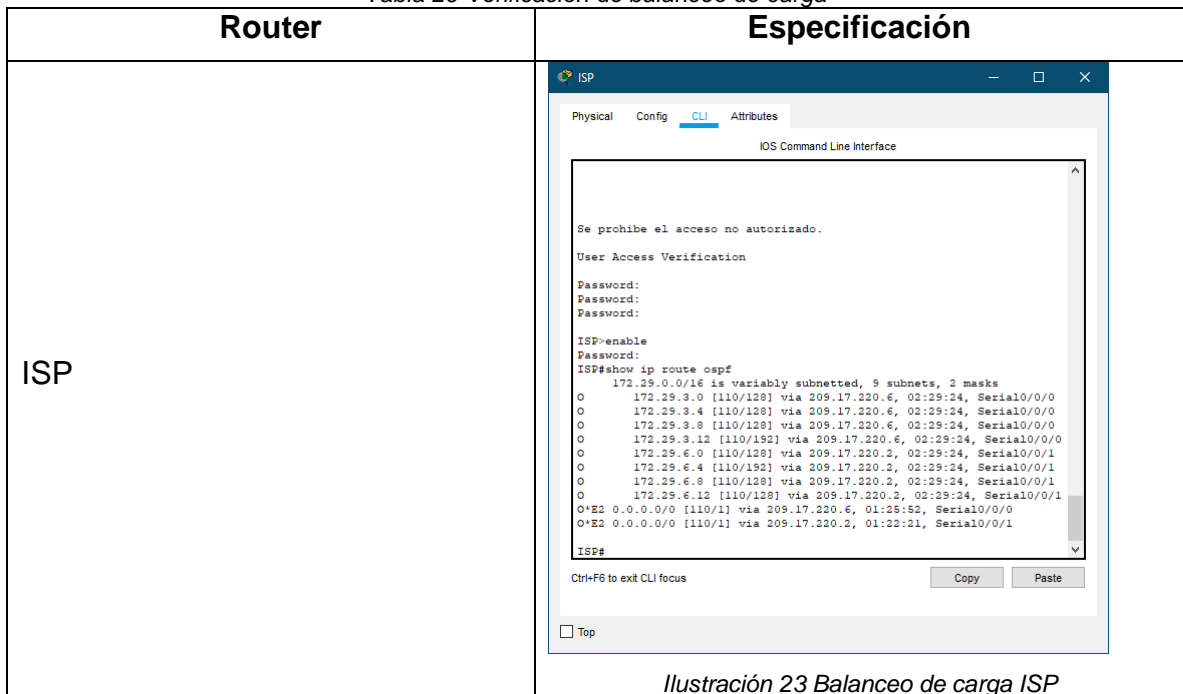 Tabla 23 Verificación de balanceo de carga
Router Especificación
ISP
Physical Config CLI Attributes
IOS Command Line Interface
Se prohibe el acceso no autorizado.
User Access Verification
Password:
Password:
Password:
ISP>enable
Password:
ISP#show ip route ospf
172.29.0.0/16 is variably subnetted, 9 subnets, 2 masks
O 172.29.3.0 [110/128] via 209.17.220.6, 02:29:24, Serial0/0/0
O 172.29.3.4 [110/128] via 209.17.220.6, 02:29:24, Serial0/0/0
O 172.29.3.8 [110/128] via 209.17.220.6, 02:29:24, Serial0/0/0
O 172.29.3.12 [110/192] via 209.17.220.6, 02:29:24, Serial0/0/0
O 172.29.6.0 [110/128] via 209.17.220.2, 02:29:24, Serial0/0/1
O 172.29.6.4 [110/192] via 209.17.220.2, 02:29:24, Serial0/0/1
O 172.29.6.8 [110/128] via 209.17.220.2, 02:29:24, Serial0/0/1
O 172.29.6.12 [110/128] via 209.17.220.2, 02:29:24, Serial0/0/1
O*E2 0.0.0.0/0 [110/1] via 209.17.220.6, 01:25:52, Serial0/0/0
O*E2 0.0.0.0/0 [110/1] via 209.17.220.2, 01:22:21, Serial0/0/1
ISP#
Ctrl+F6 to exit CLI focus Copy Paste
Top
ISP
Ilustración 23 Balanceo de carga ISP